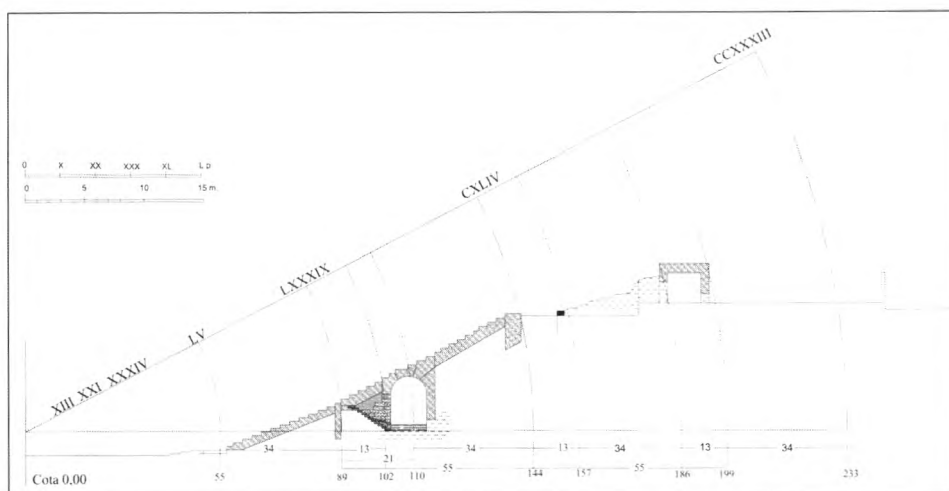 CCXXXIII
0 X XX XXX XL L p
0 5 10 15 m.
CXLIV
LXXXIX
LV
XIII XXI XXXIV
34 13 34 13 34 13 34
21
55 55
Cota 0,00 55 89 102 110 144 157 186 199 233